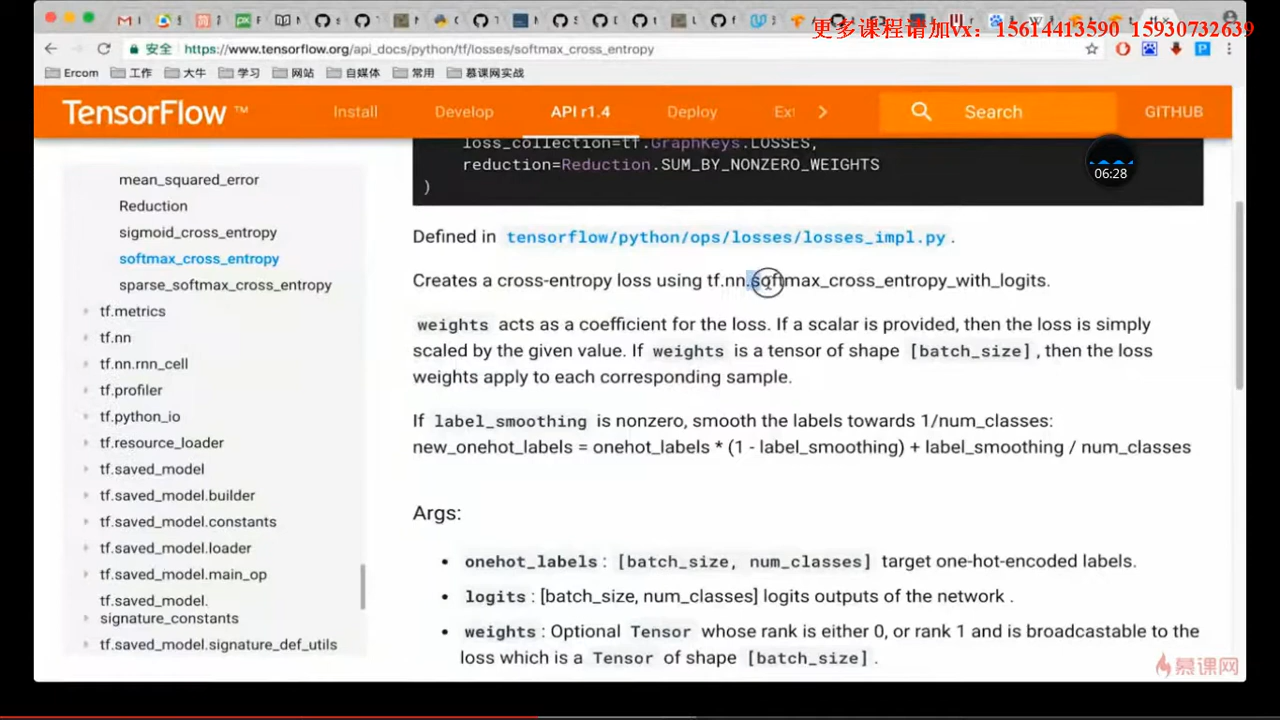 更多课程请加vx：15614413590 15930732639
安全 https://www.tensorflow.org/api_docs/python/tf/losses/softmax_cross_entropy
Ercom 工作 大牛 学习 网站 自媒体 常用 慕课网实战
TensorFlow ™ Install Develop API r1.4 Deploy Ext Search GITHUB
loss_collection=tf.GraphKeys.LOSSES,
reduction=Reduction.SUM_BY_NONZERO_WEIGHTS
)
06:28
mean_squared_error
Reduction
sigmoid_cross_entropy
softmax_cross_entropy
sparse_softmax_cross_entropy
tf.metrics
tf.nn
tf.nn.rnn_cell
tf.profiler
tf.python_io
tf.resource_loader
tf.saved_model
tf.saved_model.builder
tf.saved_model.constants
tf.saved_model.loader
tf.saved_model.main_op
tf.saved_model.
signature_constants
tf.saved_model.signature_def_utils
Defined in tensorflow/python/ops/losses/losses_impl.py .
Creates a cross-entropy loss using tf.nn.softmax_cross_entropy_with_logits.
weights acts as a coefficient for the loss. If a scalar is provided, then the loss is simply
scaled by the given value. If weights is a tensor of shape [batch_size], then the loss
weights apply to each corresponding sample.
If label_smoothing is nonzero, smooth the labels towards 1/num_classes:
new_onehot_labels = onehot_labels * (1 - label_smoothing) + label_smoothing / num_classes
Args:
• onehot_labels : [batch_size, num_classes] target one-hot-encoded labels.
• logits : [batch_size, num_classes] logits outputs of the network .
• weights : Optional Tensor whose rank is either 0, or rank 1 and is broadcastable to the
loss which is a Tensor of shape [batch_size] .
慕课网